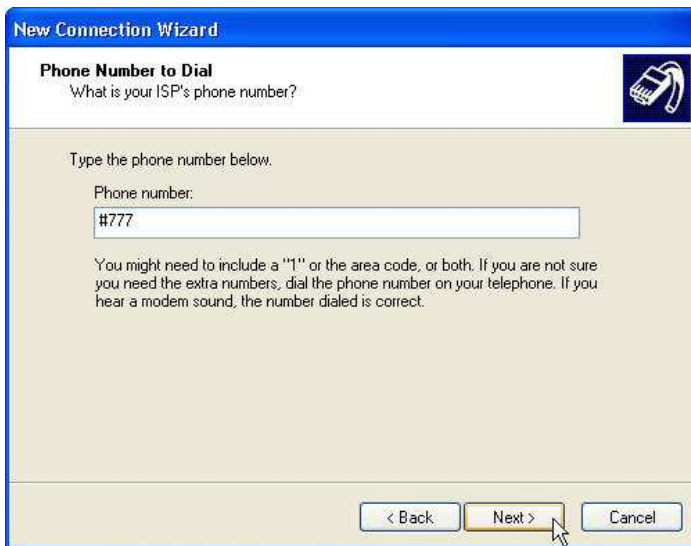 New Connection Wizard
Phone Number to Dial
What is your ISP's phone number?
Type the phone number below.
Phone number:
#777
You might need to include a "1" or the area code, or both. If you are not sure
you need the extra numbers, dial the phone number on your telephone. If you
hear a modem sound, the number dialed is correct.
< Back
Next >
Cancel